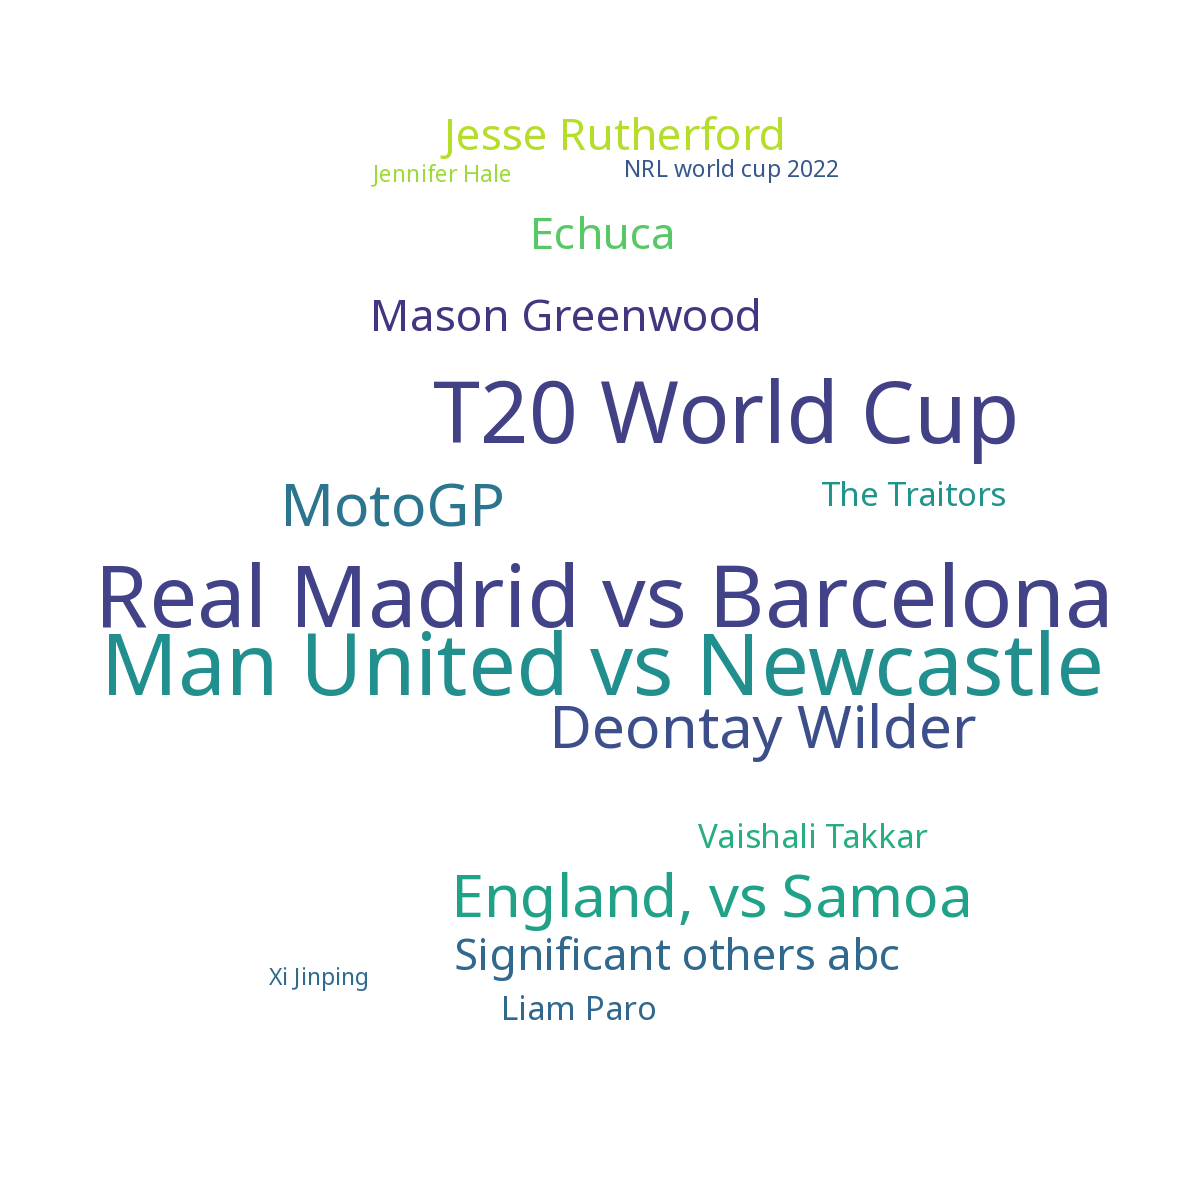 Jesse Rutherford
Jennifer Hale
NRL world cup 2022
Echuca
Mason Greenwood
T20 World Cup
MotoGP
The Traitors
Real Madrid vs Barcelona
Man United vs Newcastle
Deontay Wilder
Vaishali Takkar
England, vs Samoa
Significant others abc
Xi Jinping
Liam Paro